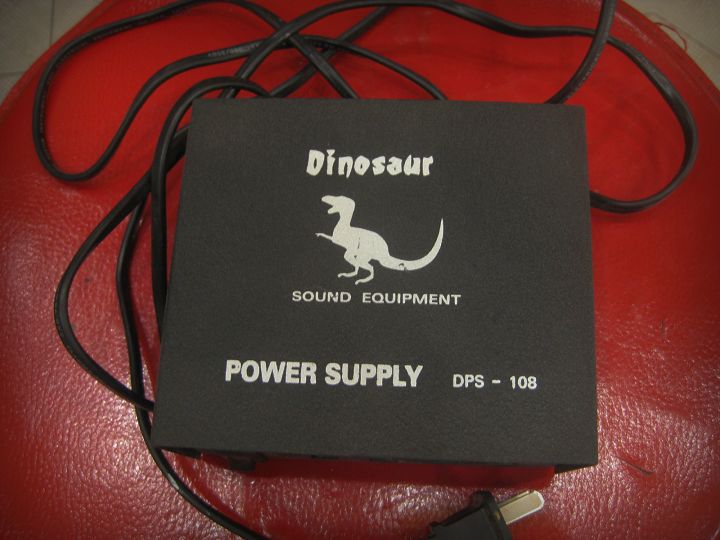 Dinosaur
SOUND EQUIPMENT
POWER SUPPLY DPS - 108